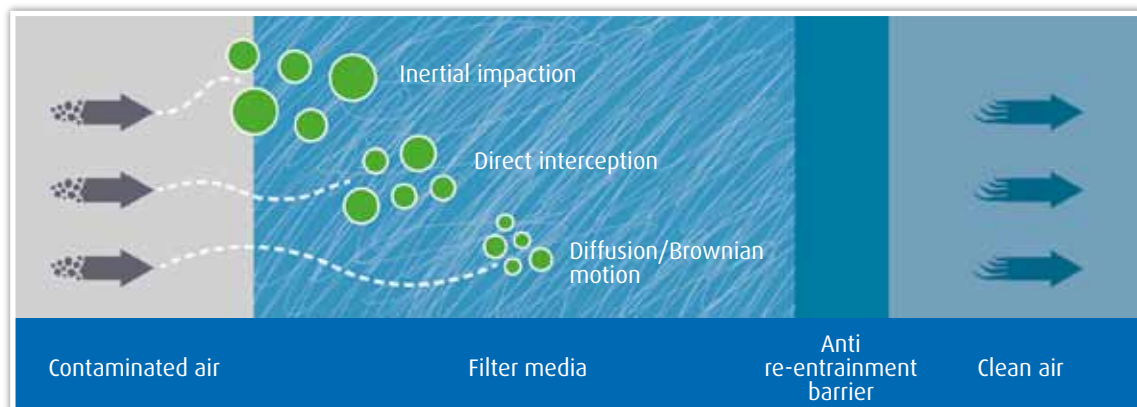 Inertial impaction
Direct interception
Diffusion/Brownian
motion
Contaminated air
Filter media
Anti
re-entrainment
barrier
Clean air